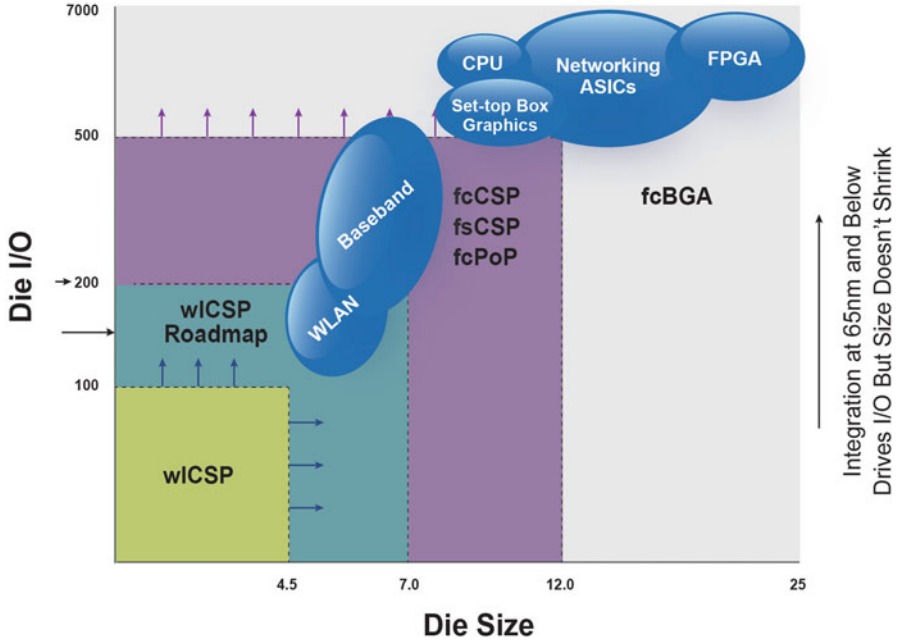 7000
CPU
Networking
ASICs
FPGA
Set-top Box
Graphics
500
Baseband
fcCSP
fsCSP
fcPoP
fcBGA
Die I/O
200
wlCSP
Roadmap
WLAN
100
wlCSP
4.5
7.0
12.0
25
Die Size
Integration at 65nm and Below
Drives I/O But Size Doesn't Shrink